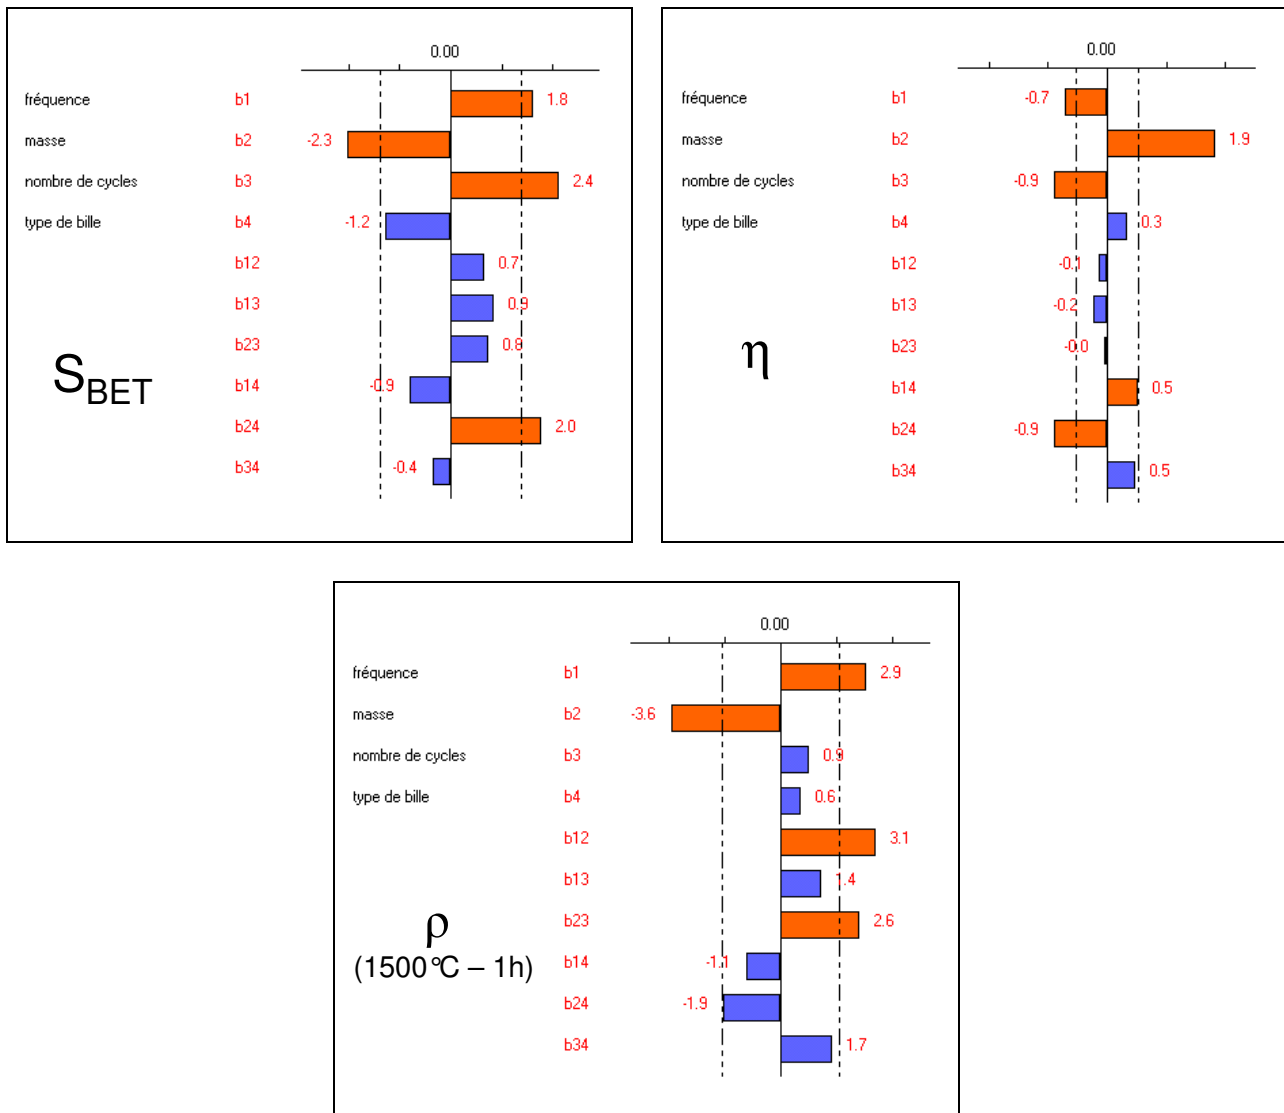 0.00
fréquence b1 1.8
masse b2 -2.3
nombre de cycles b3 2.4
type de bille b4 -1.2
b12 0.7
b13 0.9
b23 0.8
b14 -0.9
b24 2.0
b34 -0.4
SBET
0.00
fréquence b1 -0.7
masse b2 1.9
nombre de cycles b3 -0.9
type de bille b4 0.3
b12 -0.1
b13 -0.2
b23 -0.0
b14 0.5
b24 -0.9
b34 0.5
η
0.00
fréquence b1 2.9
masse b2 -3.6
nombre de cycles b3 0.9
type de bille b4 0.6
b12 3.1
b13 1.4
b23 2.6
b14 -1.1
b24 -1.9
b34 1.7
ρ
(1500°C – 1h)